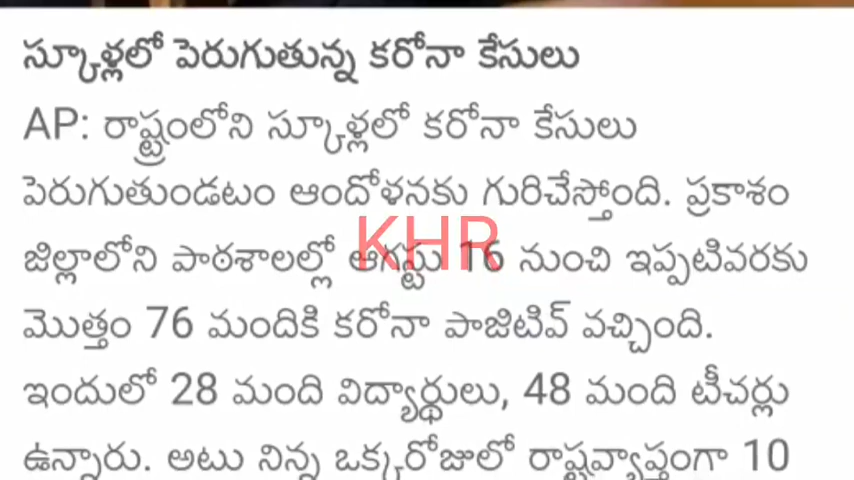 స్కూళ్లలో పెరుగుతున్న కరోనా కేసులు
AP: రాష్ట్రంలోని స్కూళ్లలో కరోనా కేసులు
పెరుగుతుండటం ఆందోళనకు గురిచేస్తోంది. ప్రకాశం
జిల్లాలోని పాఠశాలల్లో ఆగస్టు 16 నుంచి ఇప్పటివరకు
KHR
మొత్తం 76 మందికి కరోనా పాజిటివ్ వచ్చింది.
ఇందులో 28 మంది విద్యార్థులు, 48 మంది టీచర్లు
ఉన్నారు. అటు నిన్న ఒక్కరోజులో రాష్ట్రవ్యాప్తంగా 10